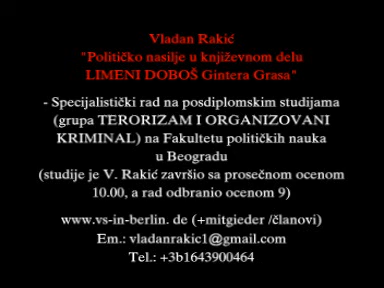 Vladan Rakić
"Političko nasilje u književnom delu
LIMENI DOBOŠ Gintera Grasa"
- Specijalistički rad na posdiplomskim studijama
(grupa TERORIZAM I ORGANIZOVANI
KRIMINAL) na Fakultetu političkih nauka
u Beogradu
(studije je V. Rakić završio sa prosečnom ocenom
10.00, a rad odbranio ocenom 9)
www.vs-in-berlin. de (+mitgieder /članovi)
Em.: vladanrakic1@gmail.com
Tel.: +3b1643900464